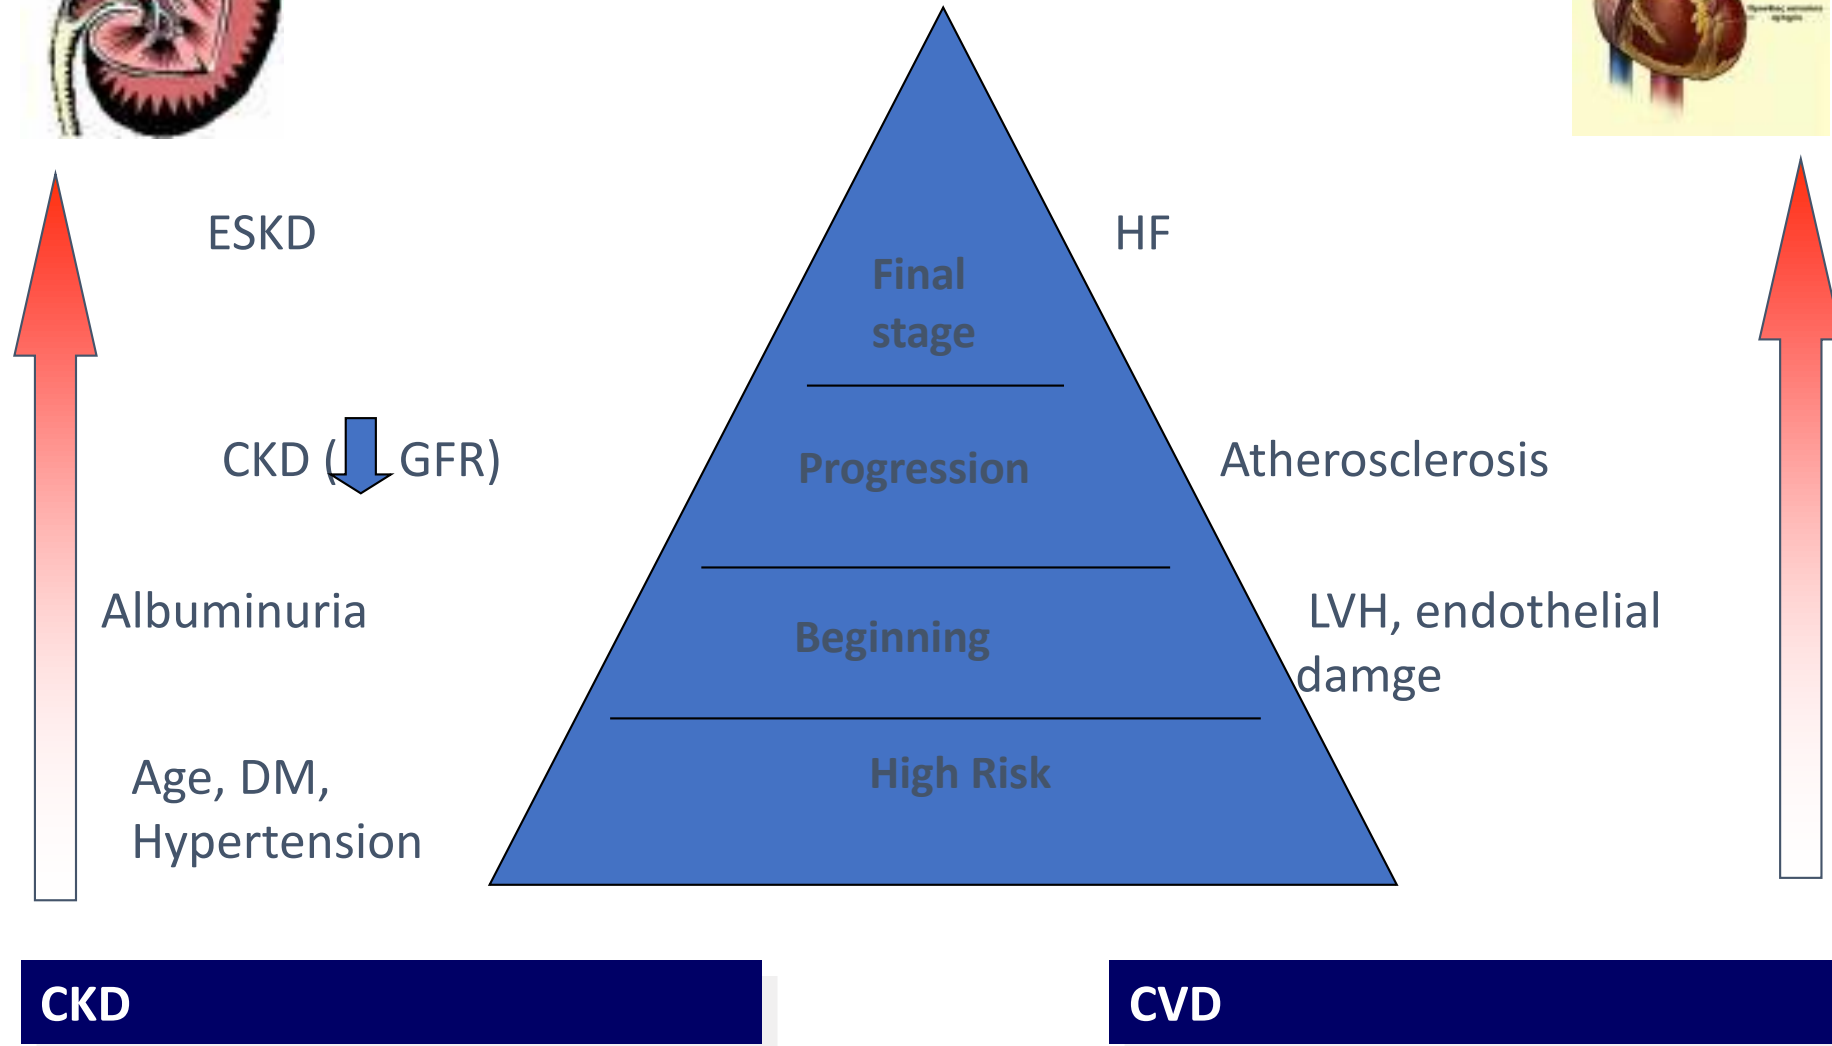 ESKD
HF
Final
stage
CKD ( GFR)
Progression
Atherosclerosis
Albuminuria
Beginning
LVH, endothelial
damge
Age, DM,
Hypertension
High Risk
CKD
CVD